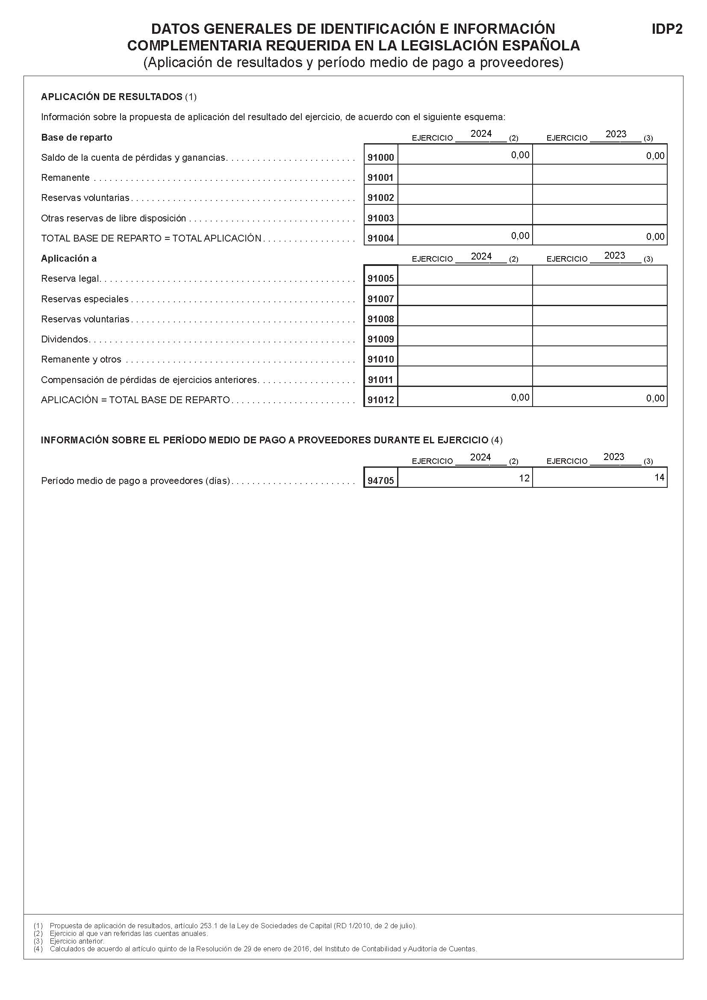 DATOS GENERALES DE IDENTIFICACIÓN E INFORMACIÓN IDP2
COMPLEMENTARIA REQUERIDA EN LA LEGISLACIÓN ESPAÑOLA
(Aplicación de resultados y período medio de pago a proveedores)
APLICACIÓN DE RESULTADOS (1)
Información sobre la propuesta de aplicación del resultado del ejercicio, de acuerdo con el siguiente esquema:
Base de reparto EJERCICIO 2024 (2) EJERCICIO 2023 (3)
Saldo de la cuenta de pérdidas y ganancias 91000 0,00 0,00
Remanente 91001
Reservas voluntarias 91002
Otras reservas de libre disposición 91003
TOTAL BASE DE REPARTO = TOTAL APLICACIÓN 91004 0,00 0,00
Aplicación a EJERCICIO 2024 (2) EJERCICIO 2023 (3)
Reserva legal 91005
Reservas especiales 91007
Reservas voluntarias 91008
Dividendos 91009
Remanente y otros 91010
Compensación de pérdidas de ejercicios anteriores 91011
APLICACIÓN = TOTAL BASE DE REPARTO 91012 0,00 0,00
INFORMACIÓN SOBRE EL PERÍODO MEDIO DE PAGO A PROVEEDORES DURANTE EL EJERCICIO (4)
EJERCICIO 2024 (2) EJERCICIO 2023 (3)
Período medio de pago a proveedores (días) 94705 12 14
(1) Propuesta de aplicación de resultados, artículo 253.1 de la Ley de Sociedades de Capital (RD 1/2010, de 2 de julio).
(2) Ejercicio al que van referidas las cuentas anuales.
(3) Ejercicio anterior.
(4) Calculados de acuerdo al artículo quinto de la Resolución de 29 de enero de 2016, del Instituto de Contabilidad y Auditoría de Cuentas.